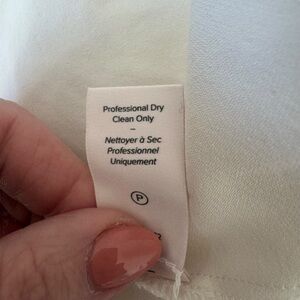 Professional Dry
Clean Only
–
Nettoyer à Sec
Professionnel
Uniquement
P